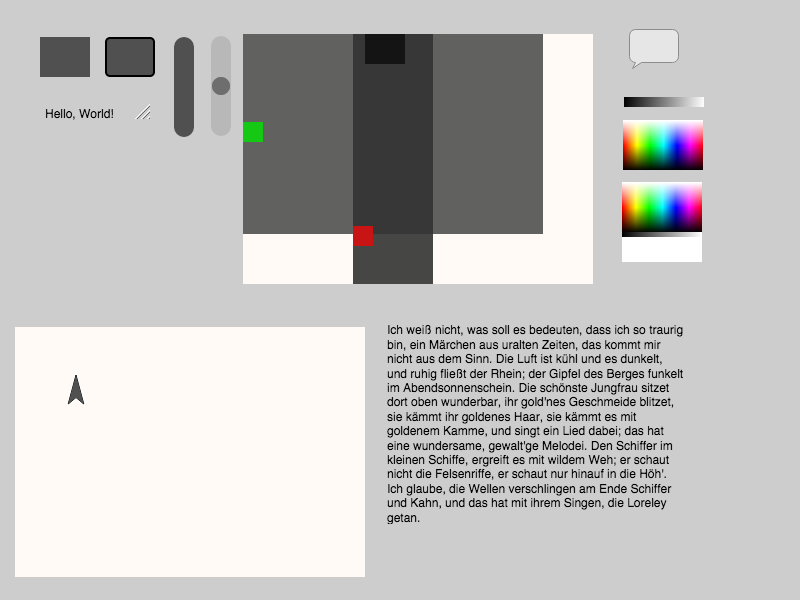 Hello, World!
Ich weiß nicht, was soll es bedeuten, dass ich so traurig
bin, ein Märchen aus uralten Zeiten, das kommt mir
nicht aus dem Sinn. Die Luft ist kühl und es dunkelt,
und ruhig fließt der Rhein; der Gipfel des Berges funkelt
im Abendsonnenschein. Die schönste Jungfrau sitzet
dort oben wunderbar, ihr gold'nes Geschmeide blitzet,
sie kämmt ihr goldenes Haar, sie kämmt es mit
goldenem Kamme, und singt ein Lied dabei; das hat
eine wundersame, gewalt'ge Melodei. Den Schiffer im
kleinen Schiffe, ergreift es mit wildem Weh; er schaut
nicht die Felsenriffe, er schaut nur hinauf in die Höh'.
Ich glaube, die Wellen verschlingen am Ende Schiffer
und Kahn, und das hat mit ihrem Singen, die Loreley
getan.